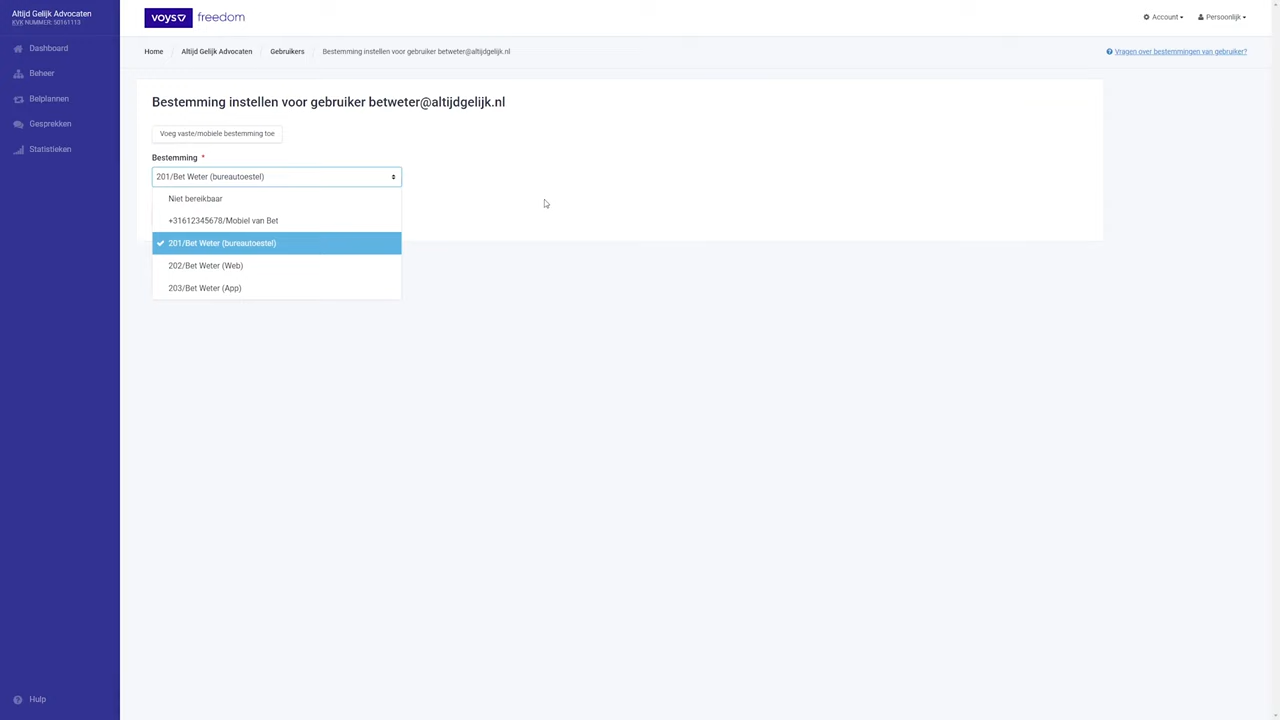 Altijd Gelijk Advocaten
KVK NUMMER: 50161113
voys freedom
Account
Persoonlijk
Dashboard
Beheer
Belplannen
Gesprekken
Statistieken
Hulp
Home / Altijd Gelijk Advocaten / Gebruikers / Bestemming instellen voor gebruiker betweter@altijdgelijk.nl
Vragen over bestemmingen van gebruiker?
Bestemming instellen voor gebruiker betweter@altijdgelijk.nl
Voeg vaste/mobiele bestemming toe
Bestemming *
201/Bet Weter (bureautoestel)
Niet bereikbaar
+31612345678/Mobiel van Bet
201/Bet Weter (bureautoestel)
202/Bet Weter (Web)
203/Bet Weter (App)